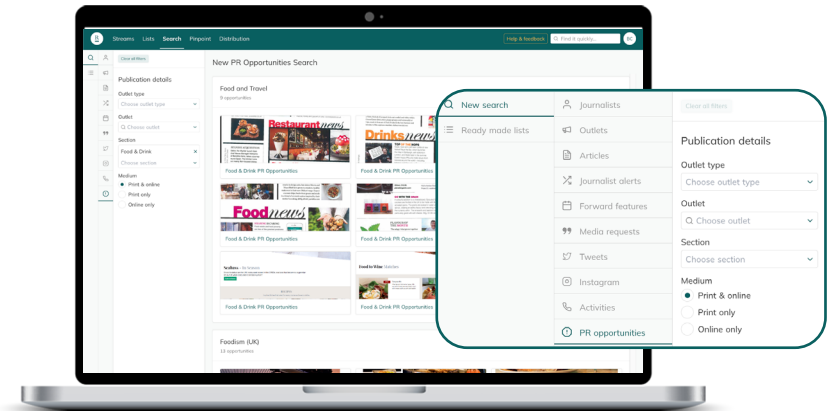 Streams Lists Search Pinpoint Distribution
Help & feedback
Find it quickly...
Clear all filters
Publication details
Outlet type
Choose outlet type
Outlet
Choose outlet
Section
Food & Drink
Choose section
Medium
Print & online
Print only
Online only
New PR Opportunities Search
Food and Travel
9 opportunities
Restaurantnews
Drinksnews
Food & Drink PR Opportunities
Food & Drink PR Opportunities
Foodnews
Food & Drink PR Opportunities
Food & Drink PR Opportunities
Food & Drink PR Opportunities
Food & Drink PR Opportunities
Foodism (UK)
13 opportunities
New search
Ready made lists
Journalists
Outlets
Articles
Journalist alerts
Forward features
Media requests
Tweets
Instagram
Activities
PR opportunities
Clear all filters
Publication details
Outlet type
Choose outlet type
Outlet
Choose outlet
Section
Choose section
Medium
Print & online
Print only
Online only